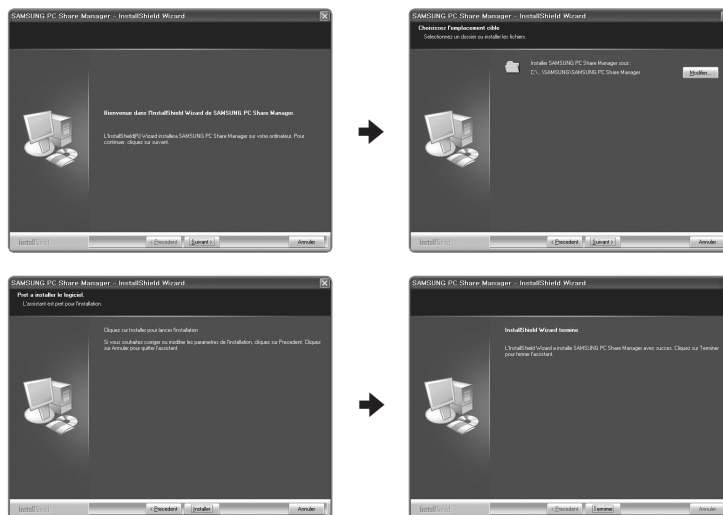 SAMSUNG PC Share Manager - InstallShield Wizard
Bienvenue dans l'InstallShield Wizard de SAMSUNG PC Share Manager.
L'InstallShield(R) Wizard installera SAMSUNG PC Share Manager sur votre ordinateur. Pour
continuer, cliquez sur suivant.
InstallShield
< Precedent
Suivant >
Annuler
SAMSUNG PC Share Manager - InstallShield Wizard
Choisissez l'emplacement cible
Selectionnez un dossier ou installer les fichiers.
Installer SAMSUNG PC Share Manager sous :
C:\...\SAMSUNG\SAMSUNG PC Share Manager
Modifier...
InstallShield
< Precedent
Suivant >
Annuler
SAMSUNG PC Share Manager - InstallShield Wizard
Pret a installer le logiciel.
L'assistant est pret pour l'installation.
Cliquez sur Installer pour lancer l'installation
Si vous souhaitez corriger ou modifier les parametres de l'installation, cliquez sur Precedent. Cliquez
sur Annuler pour quitter l'assistant.
InstallShield
< Precedent
Installer
Annuler
SAMSUNG PC Share Manager - InstallShield Wizard
InstallShield Wizard termine
L'InstallShield Wizard a installe SAMSUNG PC Share Manager avec succes. Cliquez sur Terminer
pour fermer l'assistant.
InstallShield
< Precedent
Terminer
Annuler